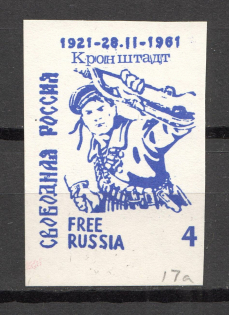 1921-28.II-1961
Кронштадт
СВОБОДНАЯ РОССИЯ
FREE
RUSSIA
4
17a